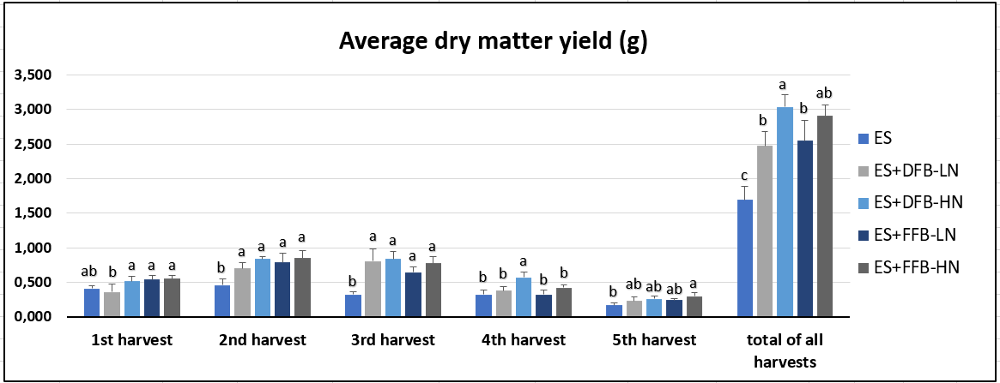 Average dry matter yield (g)
3,500
3,000
2,500
2,000
1,500
1,000
0,500
0,000
ab b a a a
b a a a a
b a a a a
b b a b b
b ab ab ab a
c b a b ab
1st harvest
2nd harvest
3rd harvest
4th harvest
5th harvest
total of all
harvests
ES
ES+DFB-LN
ES+DFB-HN
ES+FFB-LN
ES+FFB-HN